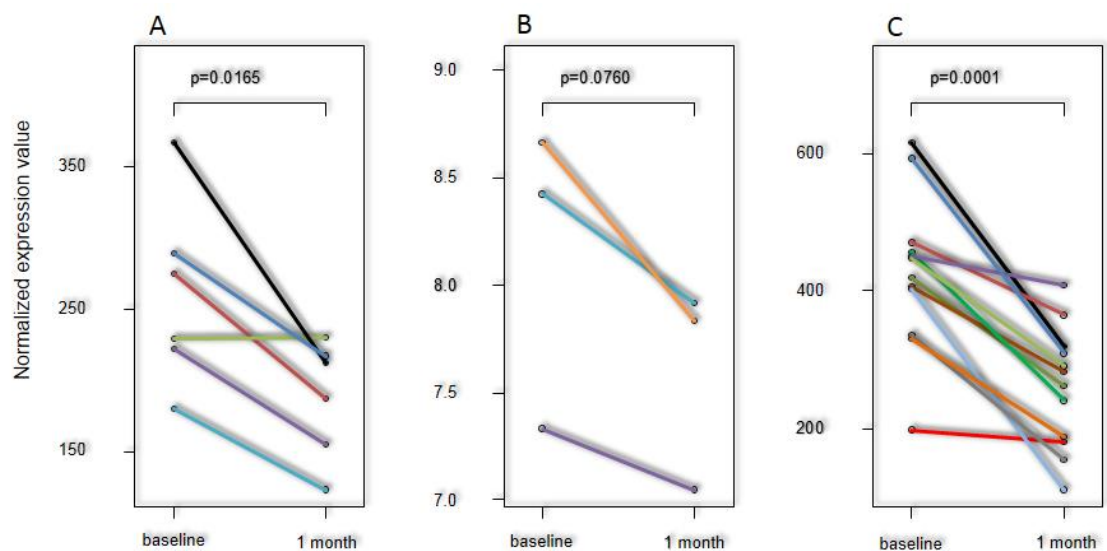 A
B
C
p=0.0165
p=0.0760
p=0.0001
Normalized expression value
350
250
150
9.0
8.5
8.0
7.5
7.0
600
400
200
baseline
1 month
baseline
1 month
baseline
1 month